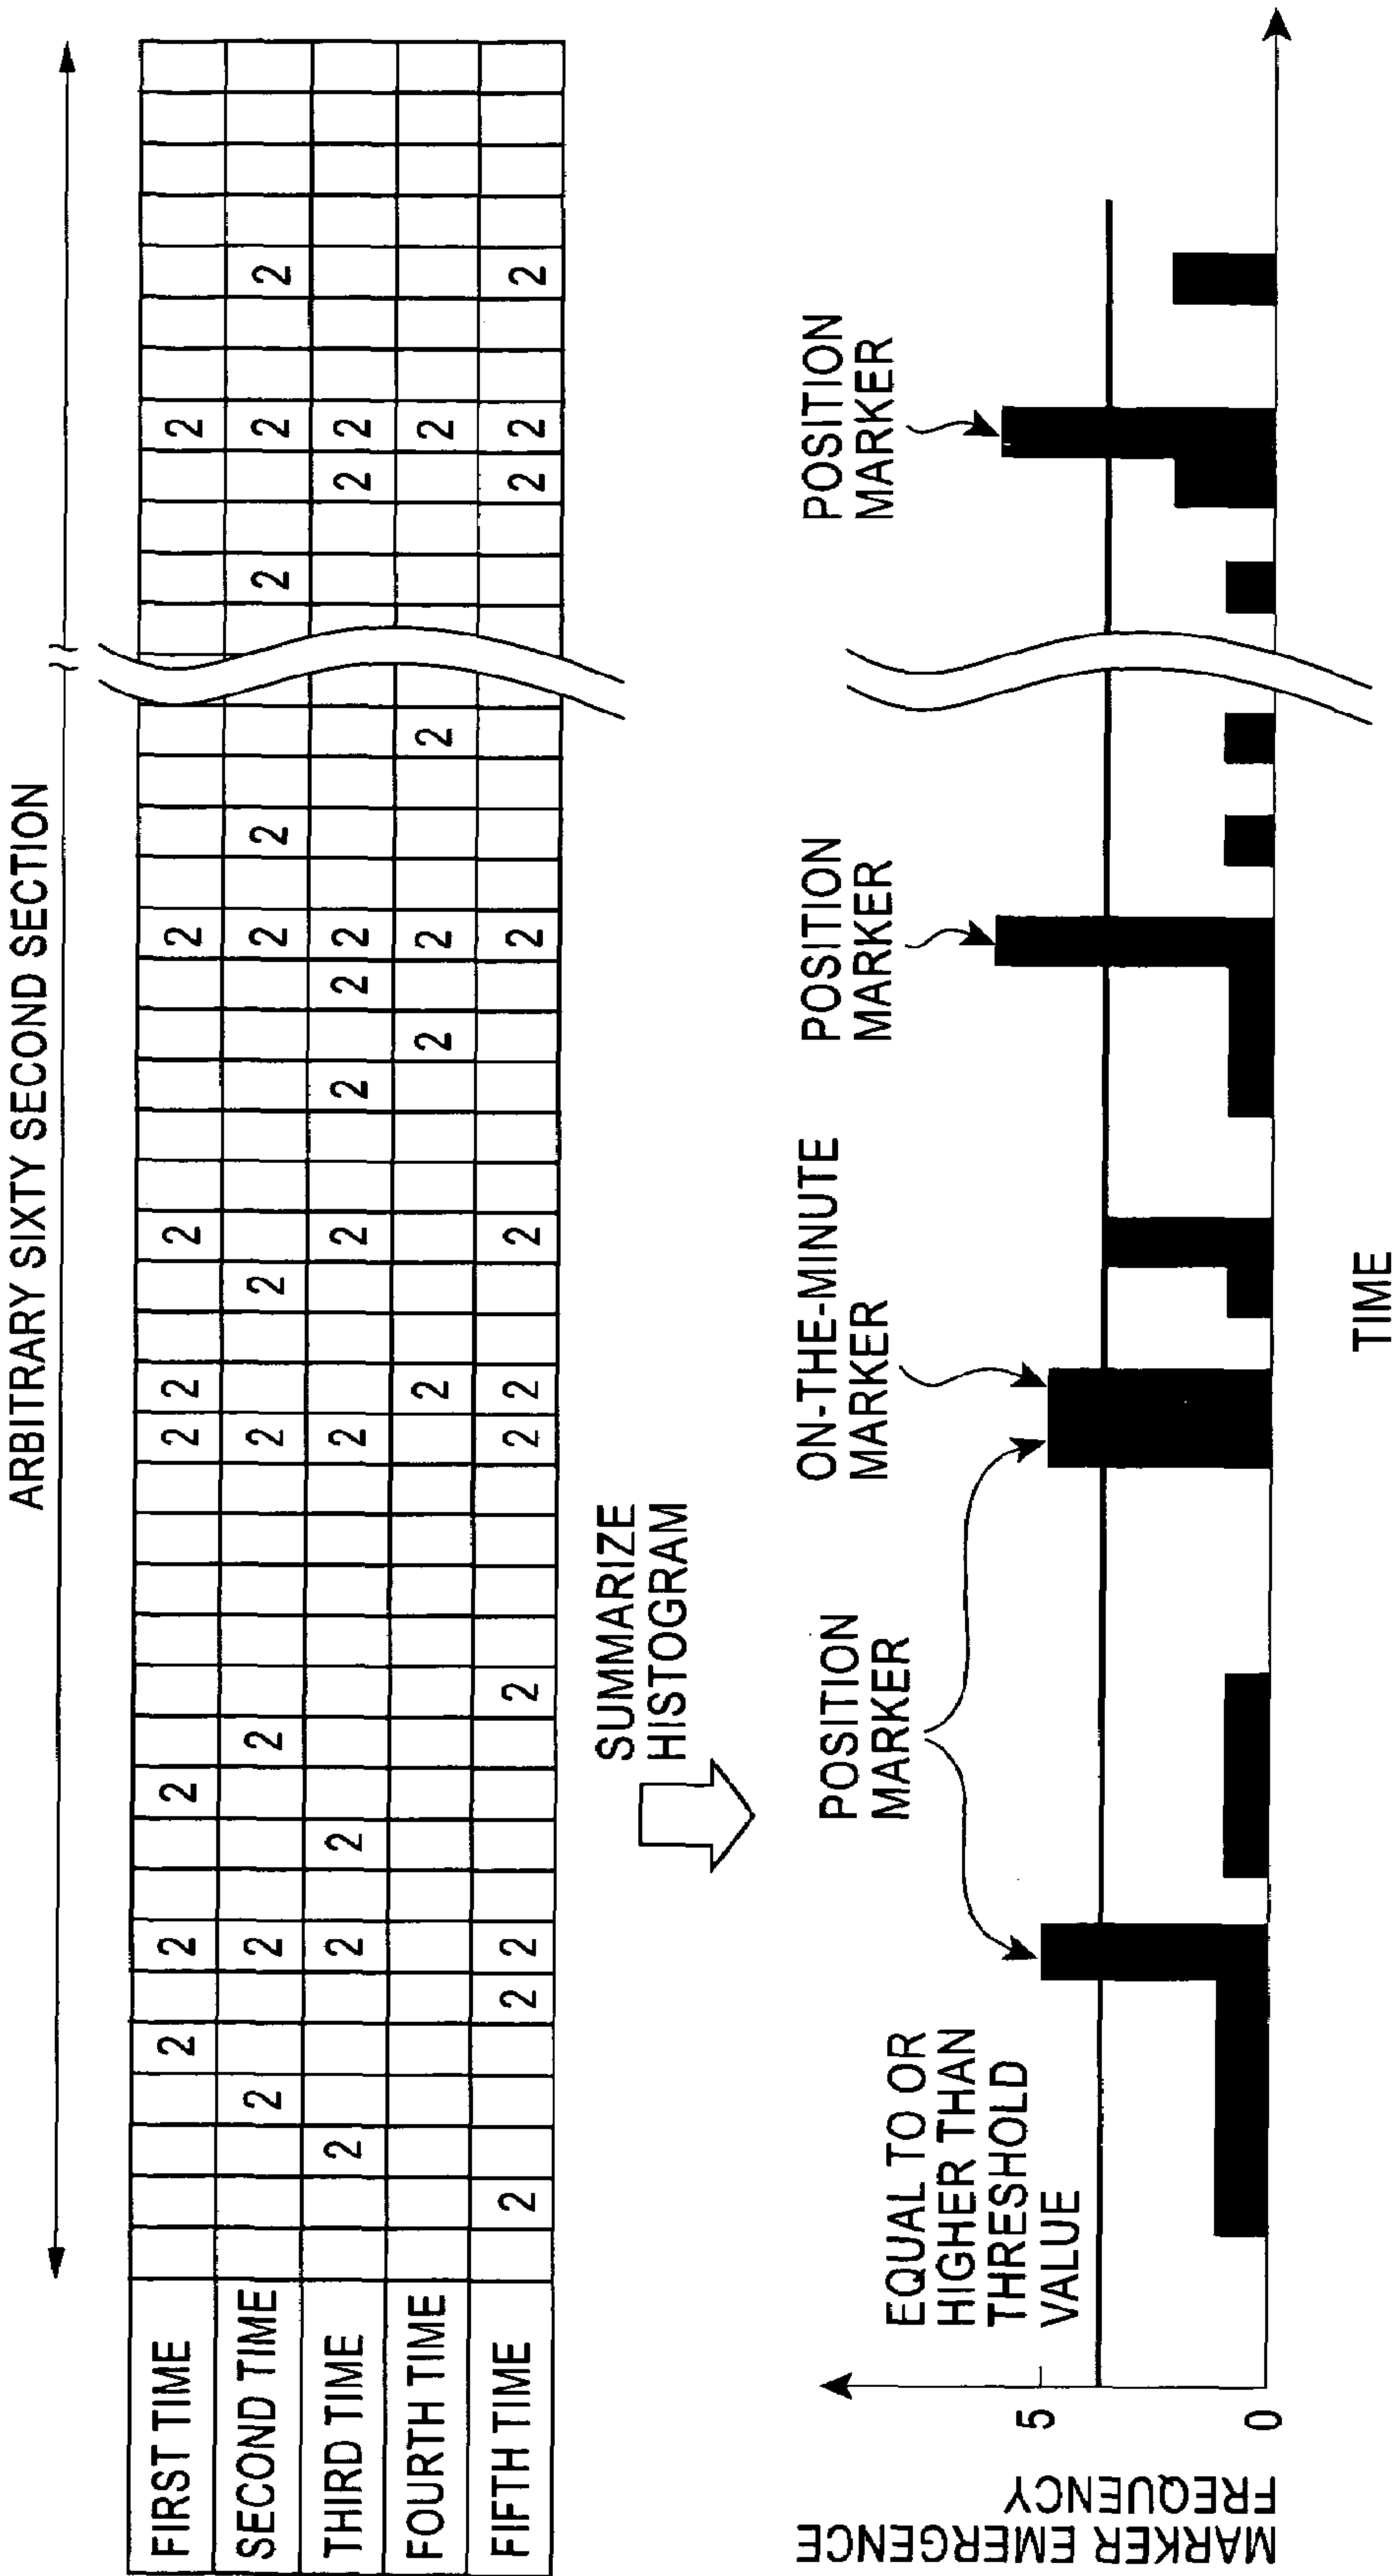 ARBITRARY SIXTY SECOND SECTION
FIRST TIME 2 2 2 2 2 2 2 2
SECOND TIME 2 2 2 2 2 2 2 2 2 2
THIRD TIME 2 2 2 2 2 2 2 2 2 2
FOURTH TIME 2 2 2 2 2
FIFTH TIME 2 2 2 2 2 2 2 2 2 2 2
SUMMARIZE
HISTOGRAM
MARKER EMERGENCE
FREQUENCY
5
0
EQUAL TO OR
HIGHER THAN
THRESHOLD
VALUE
POSITION
MARKER
ON-THE-MINUTE
MARKER
POSITION
MARKER
POSITION
MARKER
TIME